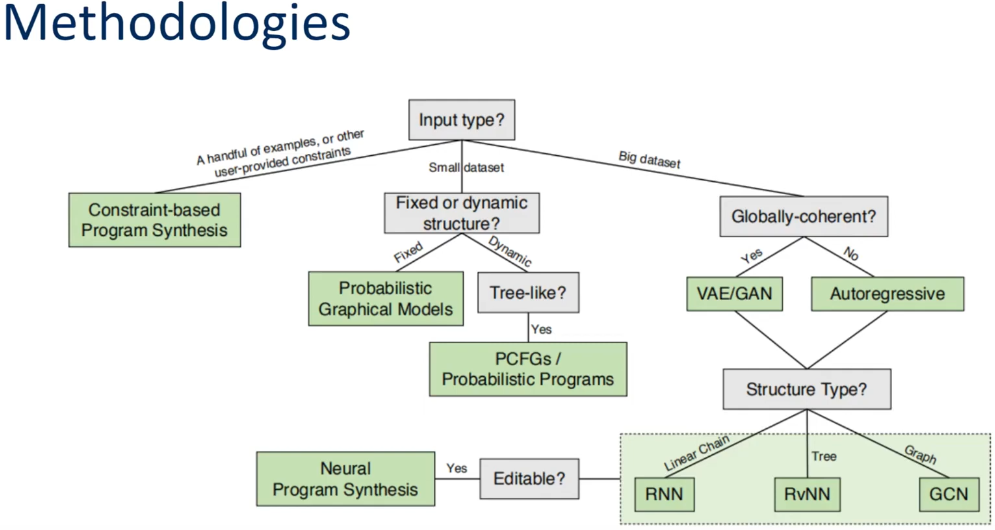 Methodologies
Input type?
A handful of examples, or other
user-provided constraints
Small dataset
Big dataset
Constraint-based
Program Synthesis
Fixed or dynamic
structure?
Globally-coherent?
Fixed
Dynamic
Yes
No
Probabilistic
Graphical Models
Tree-like?
VAE/GAN
Autoregressive
Yes
PCFGs /
Probabilistic Programs
Structure Type?
Linear Chain
Tree
Graph
Neural
Program Synthesis
Yes
Editable?
RNN
RvNN
GCN